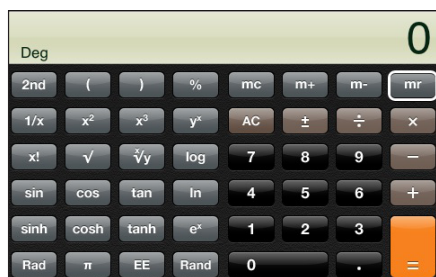 0
Deg
2nd ( ) % mc m+ m- mr
1/x x² x³ yˣ AC ± ÷ ×
x! √ ˣ√y log 7 8 9 −
sin cos tan ln 4 5 6 +
sinh cosh tanh eˣ 1 2 3
Rad π EE Rand 0 . =